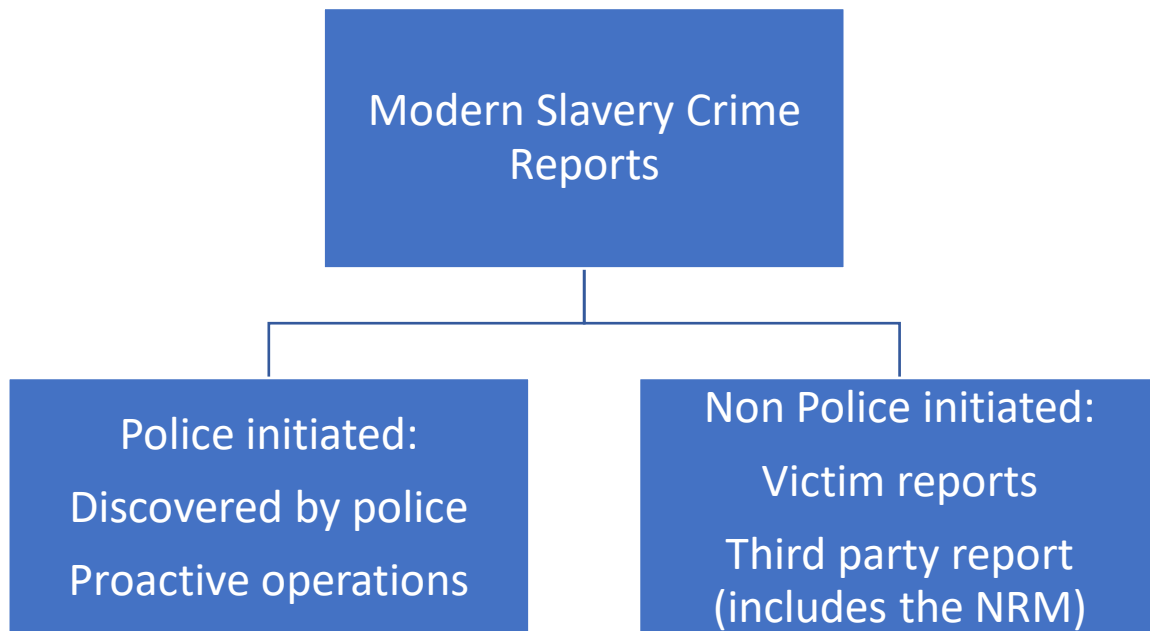 Modern Slavery Crime
Reports
Police initiated:
Discovered by police
Proactive operations
Non Police initiated:
Victim reports
Third party report
(includes the NRM)